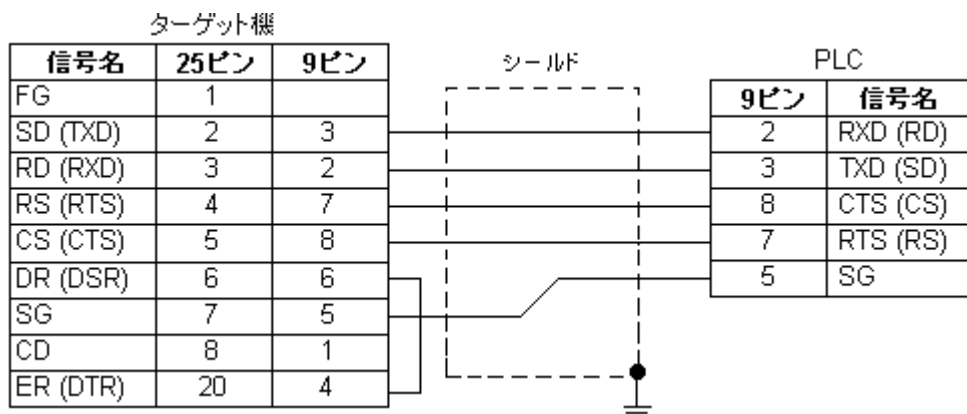 ターゲット機
信号名 25ピン 9ピン
FG 1
SD (TXD) 2 3
RD (RXD) 3 2
RS (RTS) 4 7
CS (CTS) 5 8
DR (DSR) 6 6
SG 7 5
CD 8 1
ER (DTR) 20 4
シールド
PLC
9ピン 信号名
2 RXD (RD)
3 TXD (SD)
8 CTS (CS)
7 RTS (RS)
5 SG